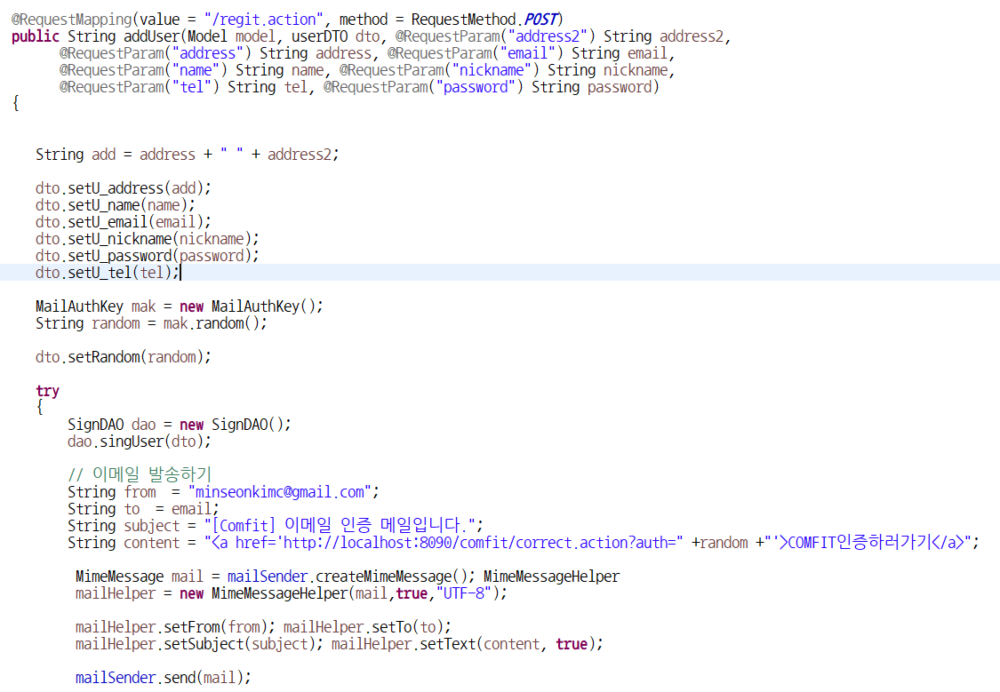 @RequestMapping(value = "/regit.action", method = RequestMethod.POST)
public String addUser(Model model, userDTO dto, @RequestParam("address2") String address2,
@RequestParam("address") String address, @RequestParam("email") String email,
@RequestParam("name") String name, @RequestParam("nickname") String nickname,
@RequestParam("tel") String tel, @RequestParam("password") String password)
{
String add = address + " " + address2;
dto.setU_address(add);
dto.setU_name(name);
dto.setU_email(email);
dto.setU_nickname(nickname);
dto.setU_password(password);
dto.setU_tel(tel);
MailAuthKey mak = new MailAuthKey();
String random = mak.random();
dto.setRandom(random);
try
{
SignDAO dao = new SignDAO();
dao.singUser(dto);
// 이메일 발송하기
String from  = "minseonkimc@gmail.com";
String to  = email;
String subject = "[Comfit] 이메일 인증 메일입니다.";
String content = "<a href='http://localhost:8090/comfit/correct.action?auth=" +random +"'>COMFIT인증하러가기</a>";
MimeMessage mail = mailSender.createMimeMessage(); MimeMessageHelper
mailHelper = new MimeMessageHelper(mail,true,"UTF-8");
mailHelper.setFrom(from); mailHelper.setTo(to);
mailHelper.setSubject(subject); mailHelper.setText(content, true);
mailSender.send(mail);